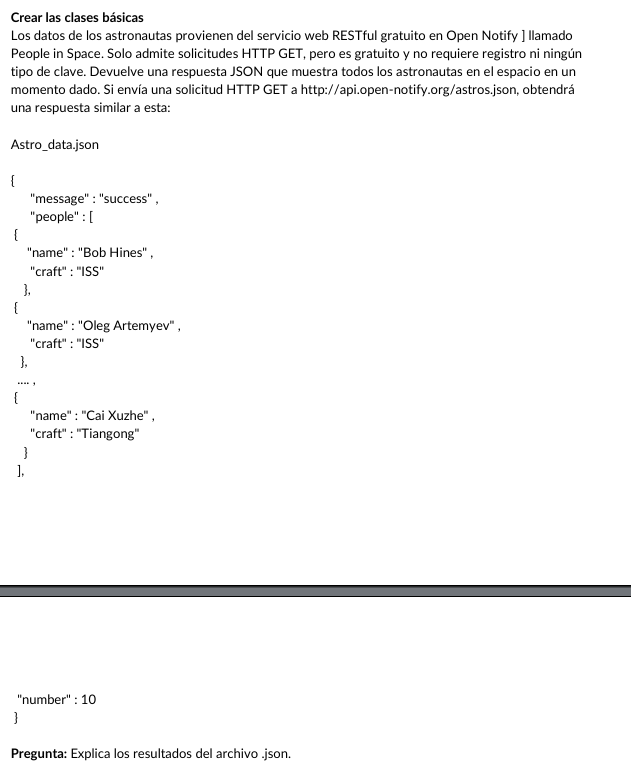 Crear las clases básicas
Los datos de los astronautas provienen del servicio web RESTful gratuito en Open Notify ] llamado
People in Space. Solo admite solicitudes HTTP GET, pero es gratuito y no requiere registro ni ningún
tipo de clave. Devuelve una respuesta JSON que muestra todos los astronautas en el espacio en un
momento dado. Si envía una solicitud HTTP GET a http://api.open-notify.org/astros.json, obtendrá
una respuesta similar a esta:
Astro_data.json
{
"message" : "success" ,
"people" : [
{
"name" : "Bob Hines" ,
"craft" : "ISS"
},
{
"name" : "Oleg Artemyev" ,
"craft" : "ISS"
},
.... ,
{
"name" : "Cai Xuzhe" ,
"craft" : "Tiangong"
}
],
"number" : 10
}
Pregunta: Explica los resultados del archivo .json.